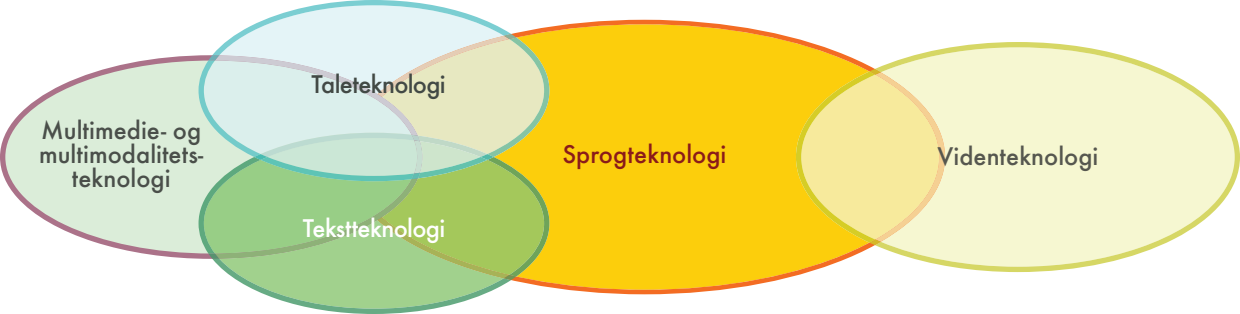 Taleteknologi
Multimedie- og
multimodalitets-
teknologi
Sprogteknologi
Videnteknologi
Tekstteknologi